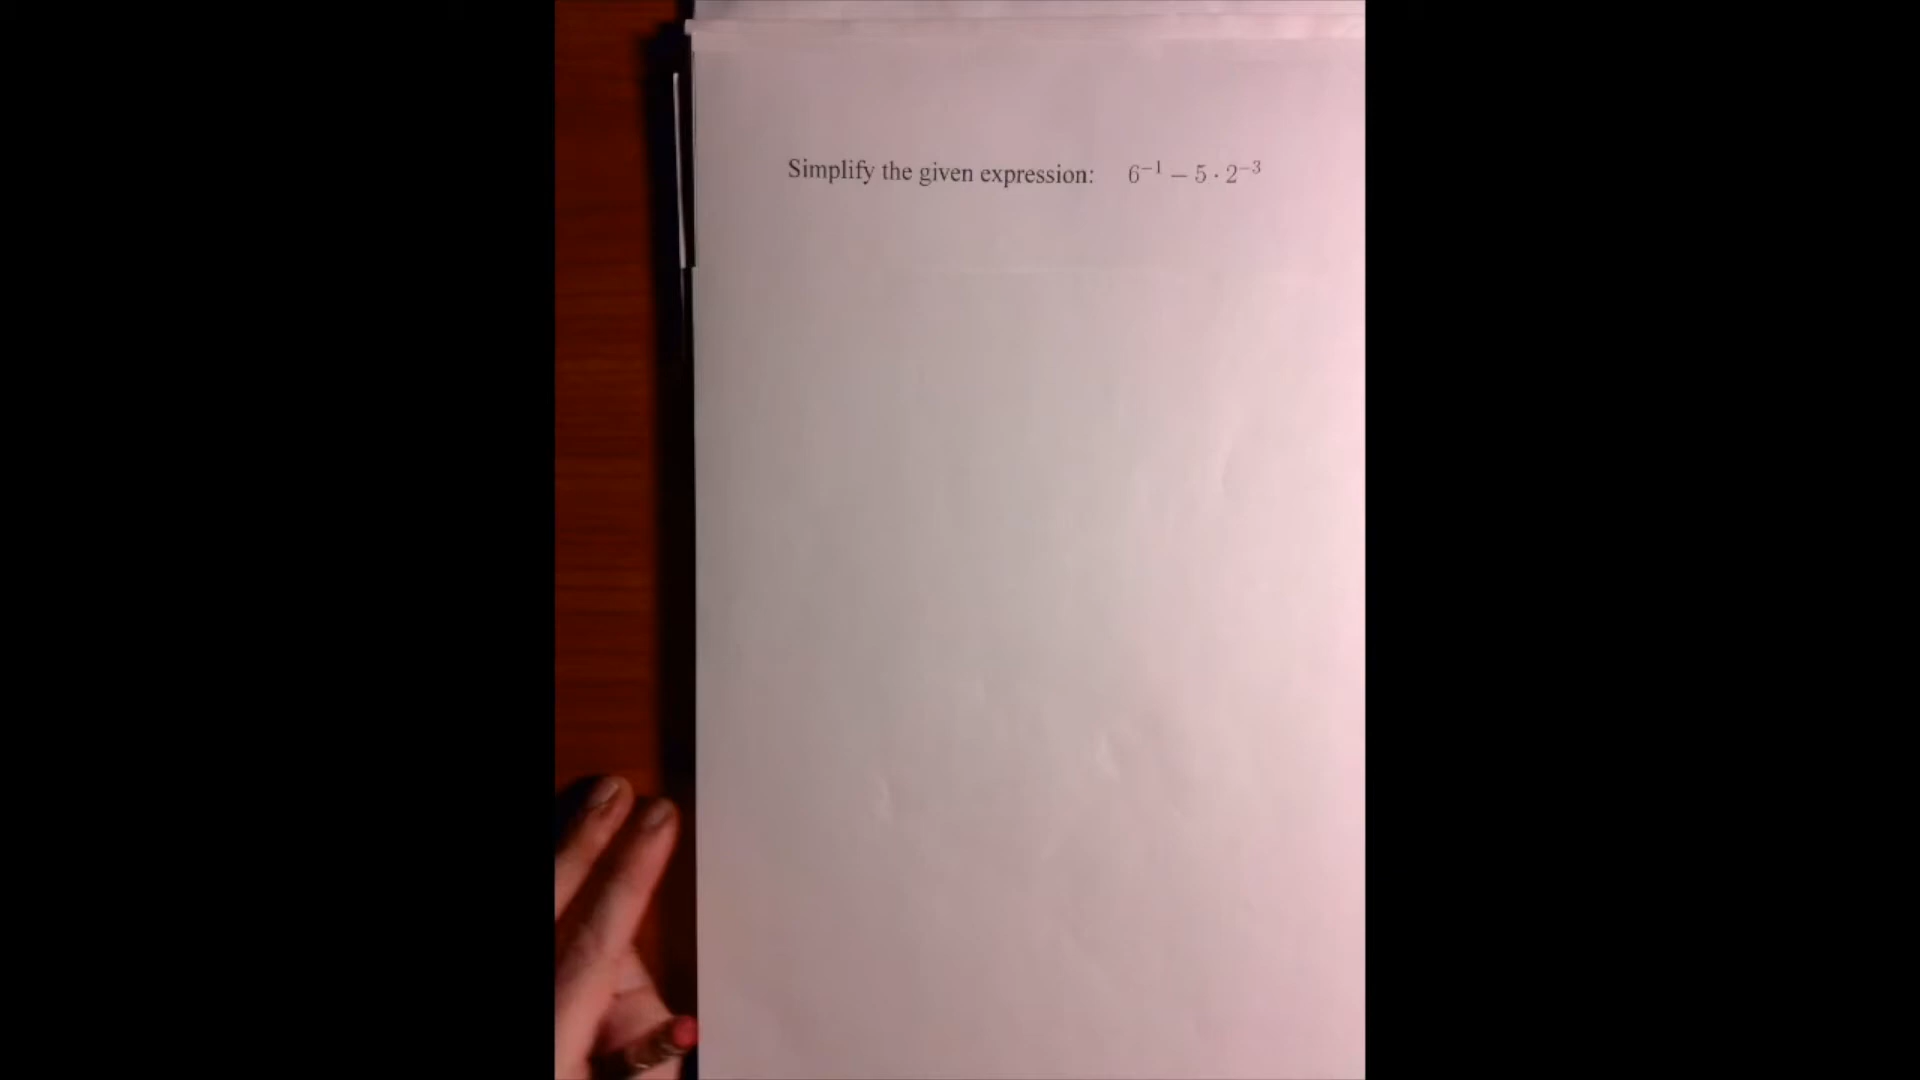 Simplify the given expression: 6⁻¹ − 5 · 2⁻³